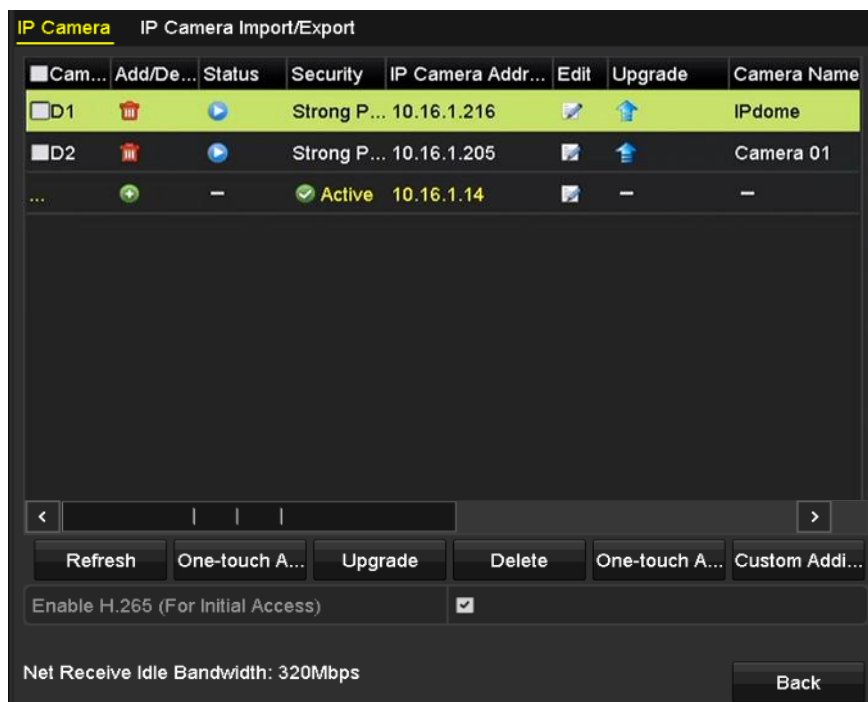 IP Camera IP Camera Import/Export
Cam... Add/De... Status Security IP Camera Addr... Edit Upgrade Camera Name
D1 Strong P... 10.16.1.216 IPdome
D2 Strong P... 10.16.1.205 Camera 01
... – Active 10.16.1.14 – –
Refresh One-touch A... Upgrade Delete One-touch A... Custom Addi...
Enable H.265 (For Initial Access)
Net Receive Idle Bandwidth: 320Mbps
Back